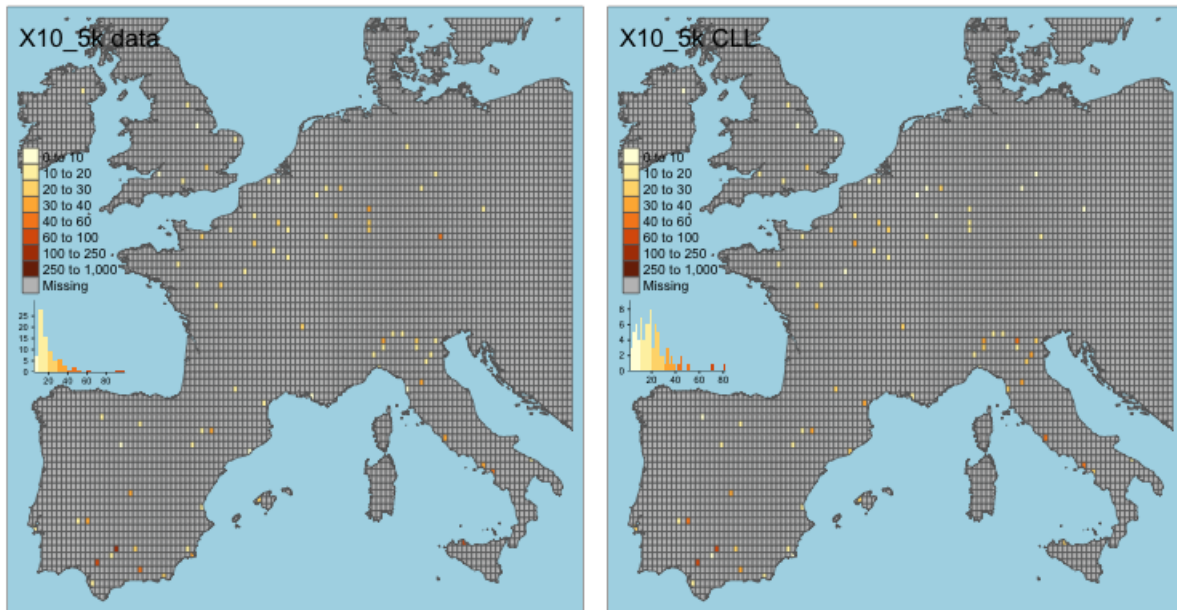 X10_5k data
0 to 10
10 to 20
20 to 30
30 to 40
40 to 60
60 to 100
100 to 250
250 to 1,000
Missing
25
20
15
10
5
0
20 40 60 80
X10_5k CLL
0 to 10
10 to 20
20 to 30
30 to 40
40 to 60
60 to 100
100 to 250
250 to 1,000
Missing
8
6
4
2
0
20 40 60 80